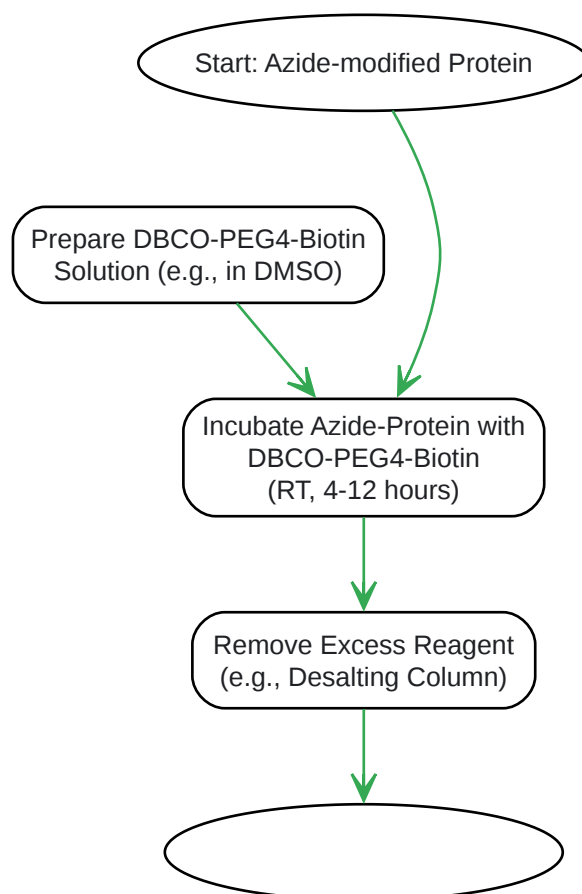 Start: Azide-modified Protein
Prepare DBCO-PEG4-Biotin
Solution (e.g., in DMSO)
Incubate Azide-Protein with
DBCO-PEG4-Biotin
(RT, 4-12 hours)
Remove Excess Reagent
(e.g., Desalting Column)